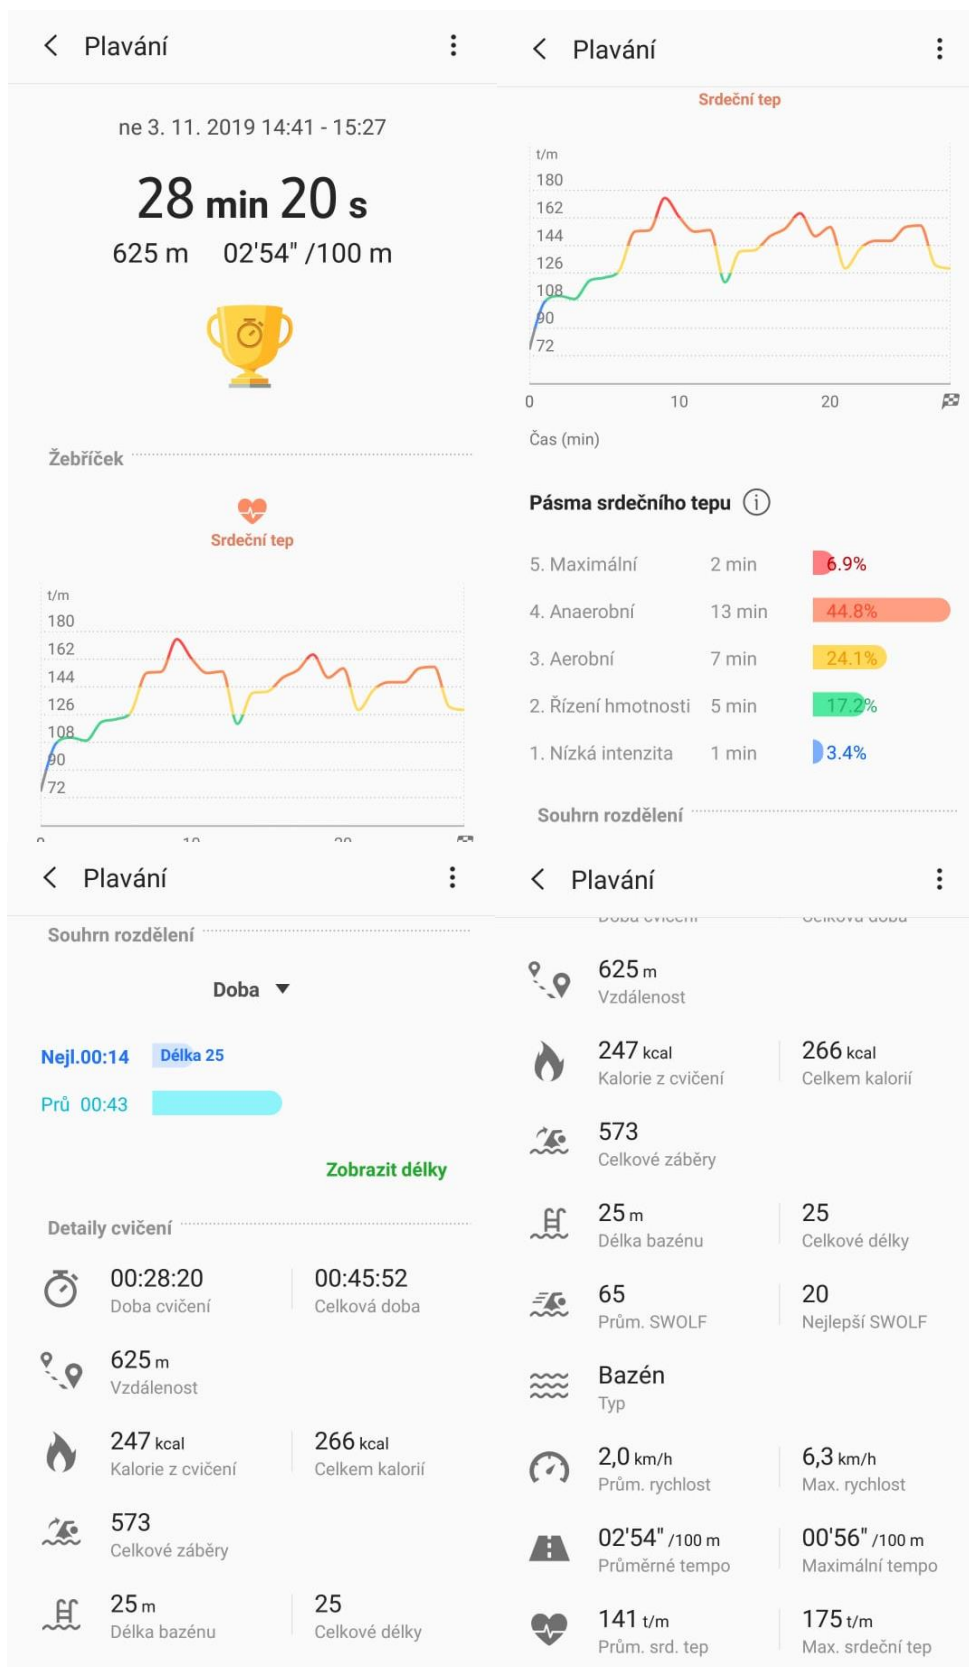 Plavání
ne 3. 11. 2019 14:41 - 15:27
28 min 20 s
625 m 02'54" /100 m
Žebříček
Srdeční tep
t/m
180
162
144
126
108
90
72
Plavání
Srdeční tep
t/m
180
162
144
126
108
90
72
0 10 20
Čas (min)
Pásma srdečního tepu
5. Maximální 2 min 6.9%
4. Anaerobní 13 min 44.8%
3. Aerobní 7 min 24.1%
2. Řízení hmotnosti 5 min 17.2%
1. Nízká intenzita 1 min 3.4%
Souhrn rozdělení
Plavání
Souhrn rozdělení
Doba
Nejl.00:14 Délka 25
Prů 00:43
Zobrazit délky
Detaily cvičení
00:28:20 00:45:52
Doba cvičení Celková doba
625 m
Vzdálenost
247 kcal 266 kcal
Kalorie z cvičení Celkem kalorií
573
Celkové záběry
25 m 25
Délka bazénu Celkové délky
Plavání
Doba cvičení Celková doba
625 m
Vzdálenost
247 kcal 266 kcal
Kalorie z cvičení Celkem kalorií
573
Celkové záběry
25 m 25
Délka bazénu Celkové délky
65 20
Prům. SWOLF Nejlepší SWOLF
Bazén
Typ
2,0 km/h 6,3 km/h
Prům. rychlost Max. rychlost
02'54" /100 m 00'56" /100 m
Průměrné tempo Maximální tempo
141 t/m 175 t/m
Prům. srd. tep Max. srdeční tep